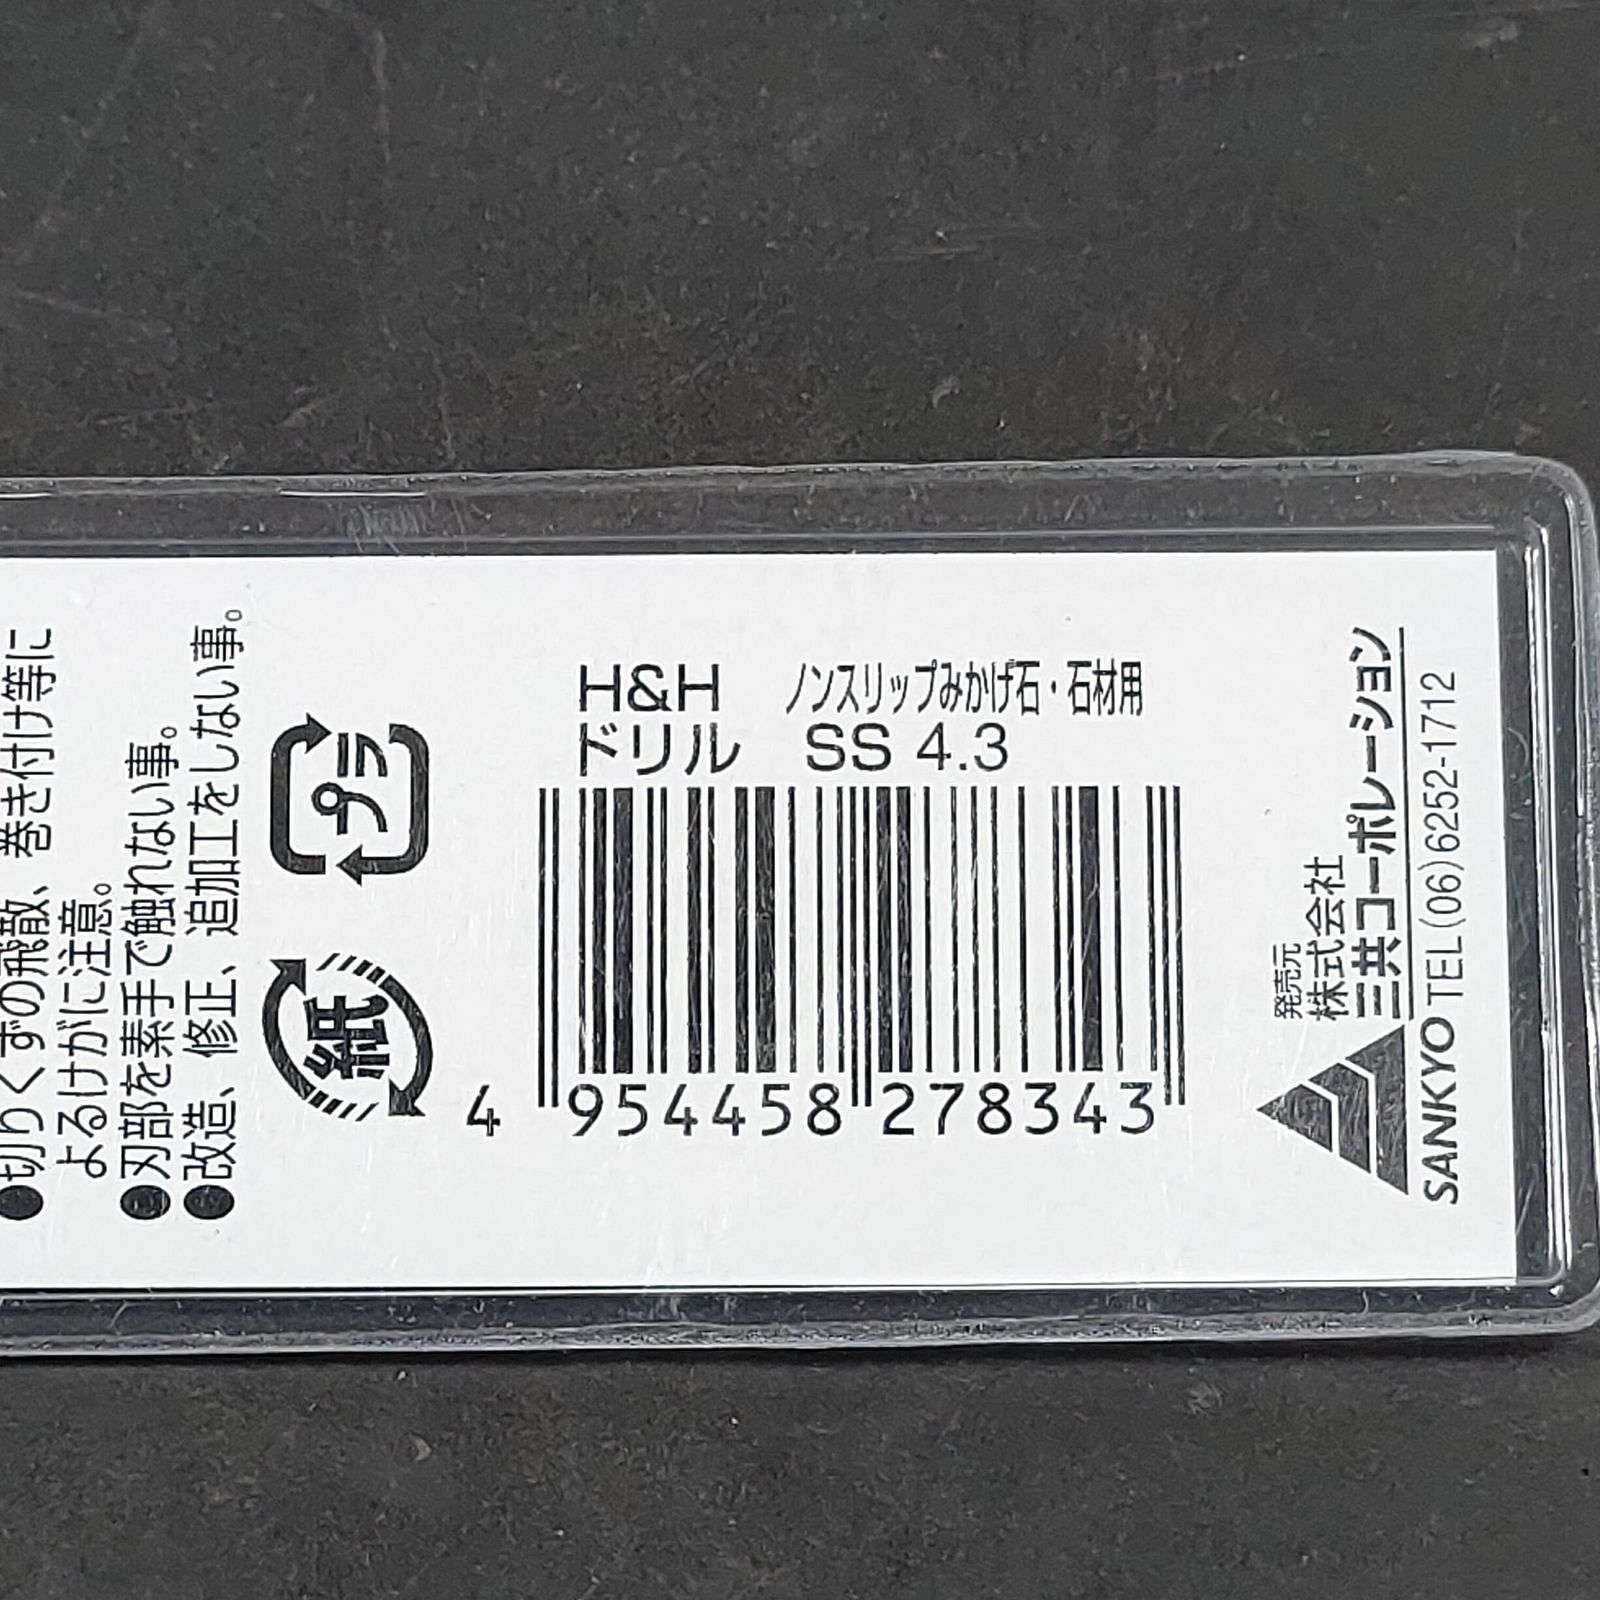 ●切りくずの飛散、巻き付け等に
よるけがに注意。
●刃部を素手で触れない事。
●改造、修正、追加工をしない事。
プラ
紙
H&H ノンスリップみかげ石・石材用
ドリル SS 4.3
4 954458 278343
発売元
株式会社
三共コーポレーション
SANKYO TEL(06)6252-1712